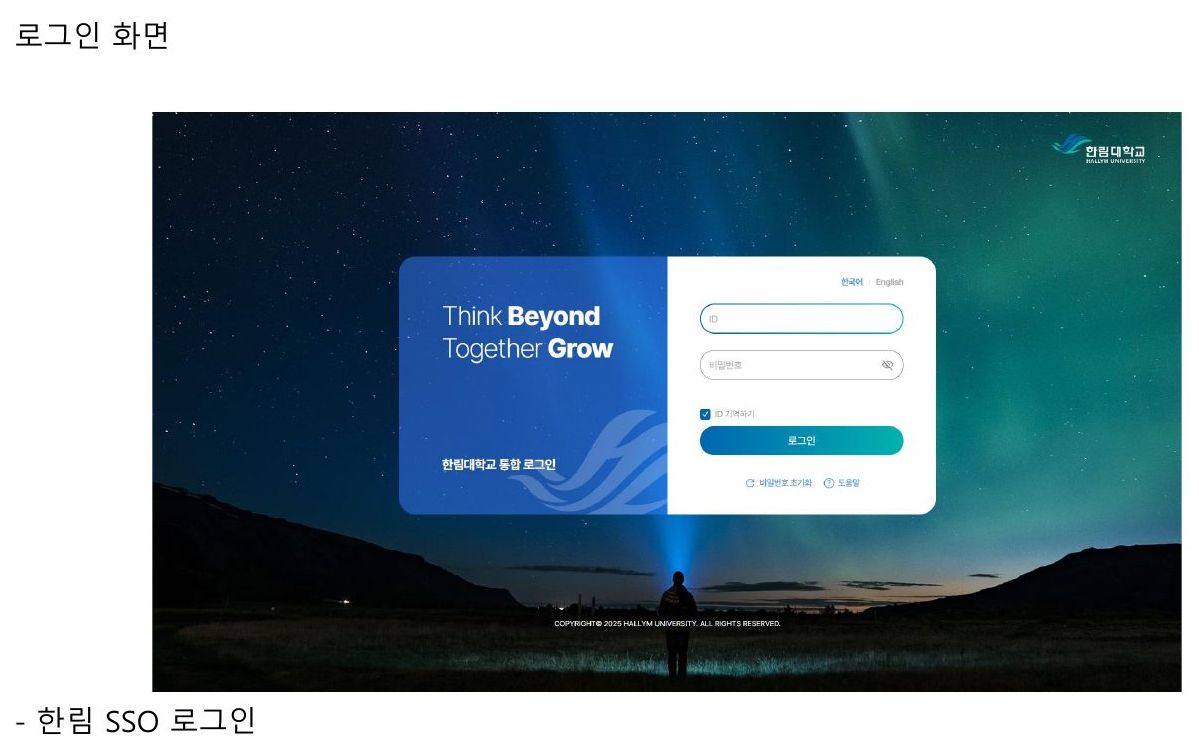 로그인 화면
한림대학교
HALLYM UNIVERSITY
한국어 | English
Think Beyond
Together Grow
ID
비밀번호
ID 기억하기
로그인
한림대학교 통합 로그인
비밀번호 초기화 도움말
COPYRIGHT© 2025 HALLYM UNIVERSITY. ALL RIGHTS RESERVED.
- 한림 SSO 로그인